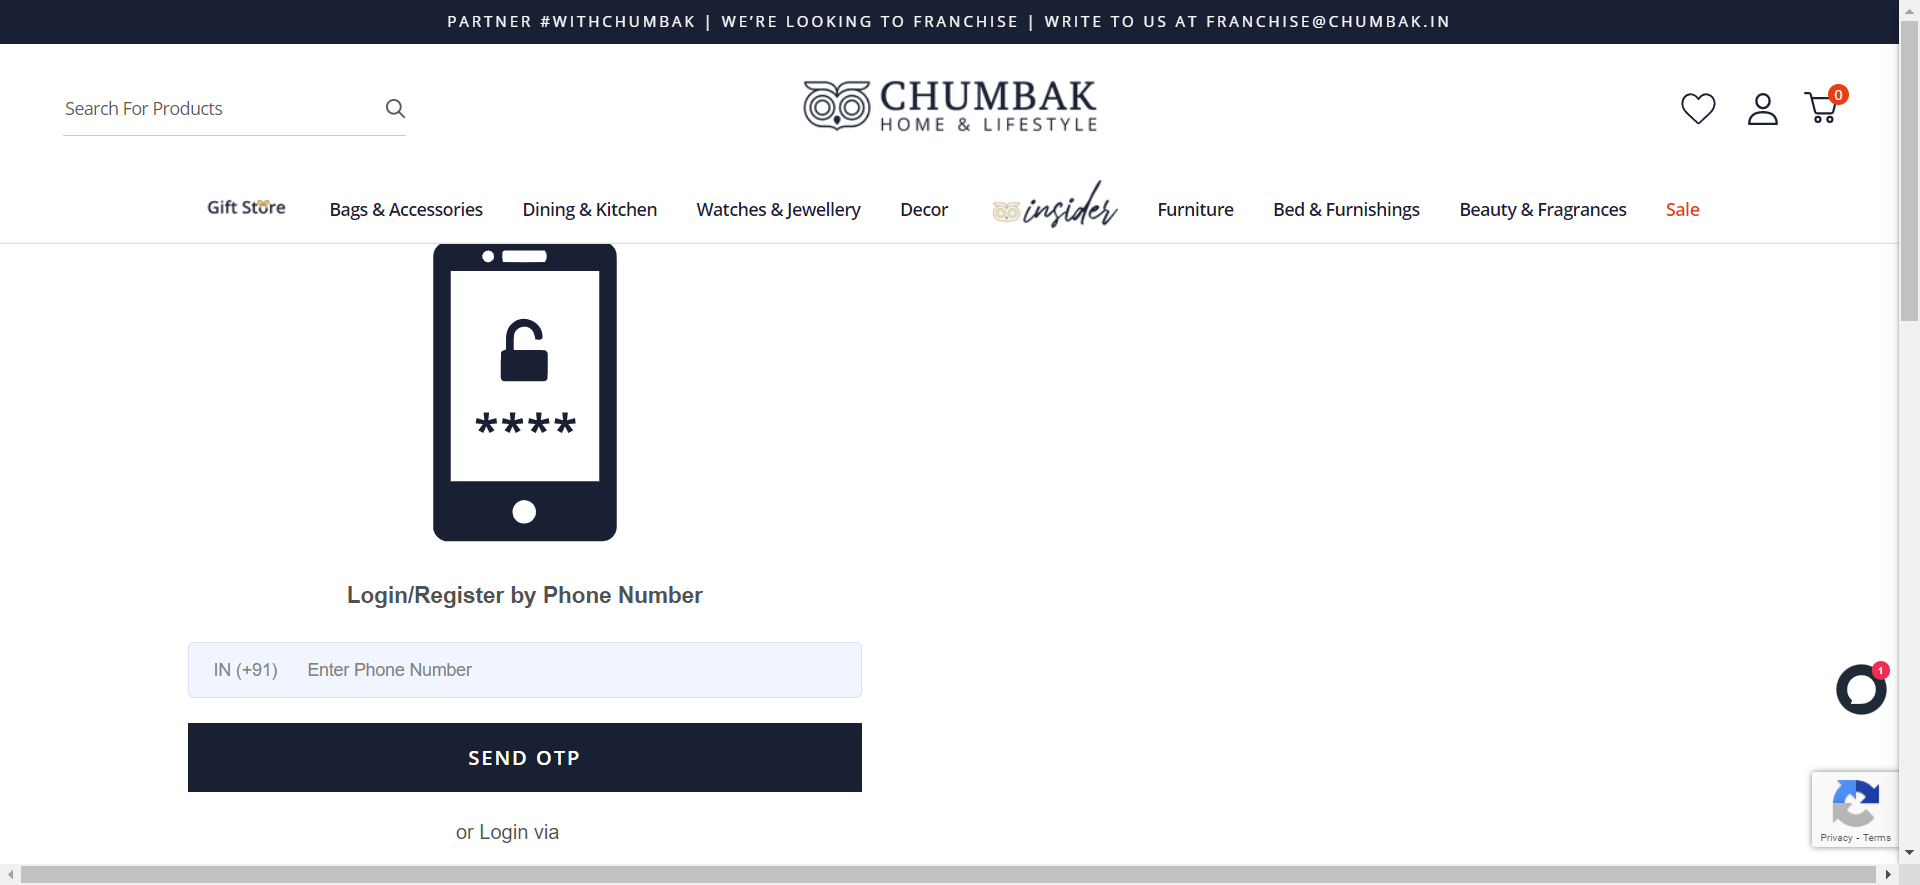 PARTNER #WITHCHUMBAK | WE'RE LOOKING TO FRANCHISE | WRITE TO US AT FRANCHISE@CHUMBAK.IN
Search For Products
CHUMBAK
HOME & LIFESTYLE
0
Gift Store
Bags & Accessories
Dining & Kitchen
Watches & Jewellery
Decor
insider
Furniture
Bed & Furnishings
Beauty & Fragrances
Sale
****
Login/Register by Phone Number
IN (+91) Enter Phone Number
1
SEND OTP
or Login via
Privacy - Terms